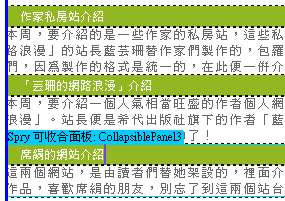 作家私房站介紹
本周，要介紹的是一些作家的私房站，這些私
路浪漫」的站長藍芸珊替作家們製作的，包羅
門，因爲製作的格式是統一的，在此便一併介
「芸珊的網路浪漫」介紹
本周，要介紹一個人氣相當旺盛的作者個人網
浪漫」。站長便是希代出版社旗下的作者「藍
Spry 可收合面板: CollapsiblePanel3 了！
席絹的網站介紹
這兩個網站，是由讀者們替她架設的，裡面介
作品，喜歡席絹的朋友，別忘了到這兩個站台